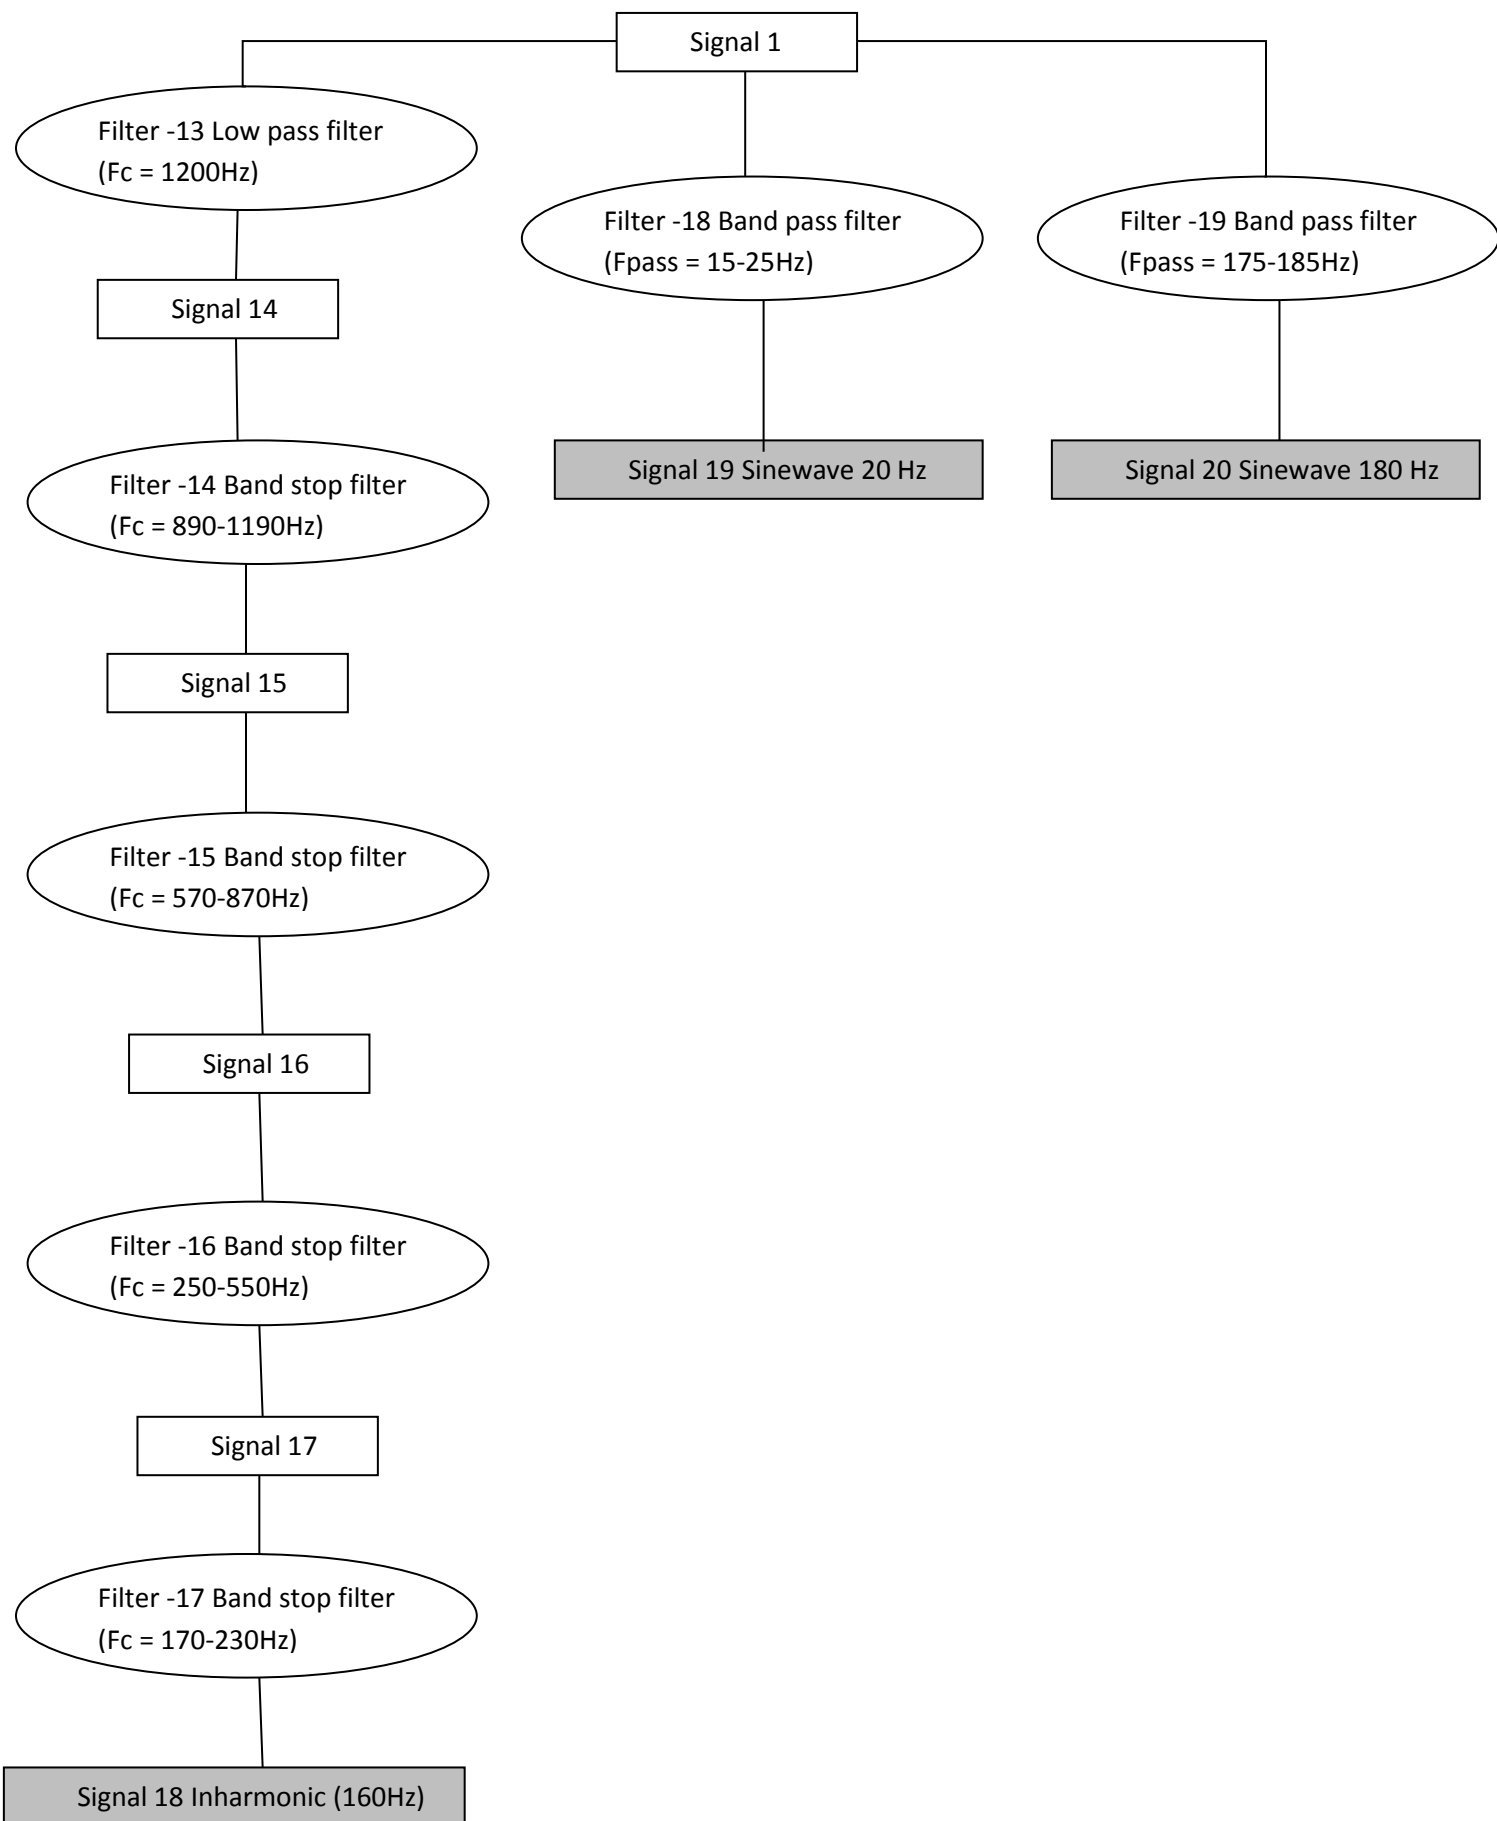 Signal 1
Filter -13 Low pass filter
(Fc = 1200Hz)
Filter -18 Band pass filter
(Fpass = 15-25Hz)
Filter -19 Band pass filter
(Fpass = 175-185Hz)
Signal 14
Signal 19 Sinewave 20 Hz
Signal 20 Sinewave 180 Hz
Filter -14 Band stop filter
(Fc = 890-1190Hz)
Signal 15
Filter -15 Band stop filter
(Fc = 570-870Hz)
Signal 16
Filter -16 Band stop filter
(Fc = 250-550Hz)
Signal 17
Filter -17 Band stop filter
(Fc = 170-230Hz)
Signal 18 Inharmonic (160Hz)